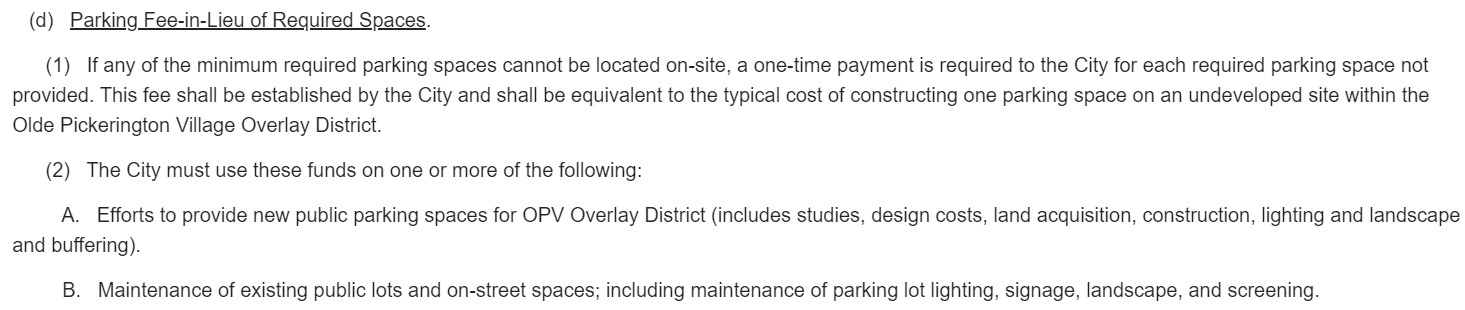 (d) Parking Fee-in-Lieu of Required Spaces.
(1) If any of the minimum required parking spaces cannot be located on-site, a one-time payment is required to the City for each required parking space not
provided. This fee shall be established by the City and shall be equivalent to the typical cost of constructing one parking space on an undeveloped site within the
Olde Pickerington Village Overlay District.
(2) The City must use these funds on one or more of the following:
A. Efforts to provide new public parking spaces for OPV Overlay District (includes studies, design costs, land acquisition, construction, lighting and landscape
and buffering).
B. Maintenance of existing public lots and on-street spaces; including maintenance of parking lot lighting, signage, landscape, and screening.